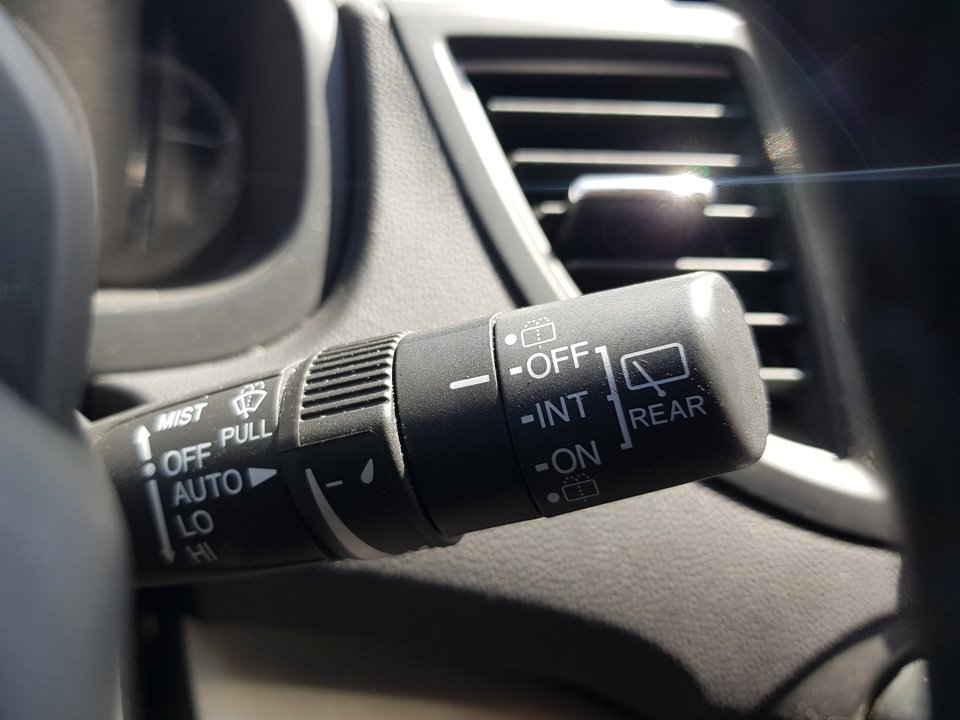 MIST
PULL
OFF
AUTO
LO
HI
-OFF
-INT
-ON
REAR